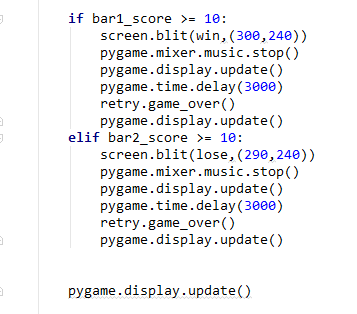 if bar1_score >= 10:
    screen.blit(win,(300,240))
    pygame.mixer.music.stop()
    pygame.display.update()
    pygame.time.delay(3000)
    retry.game_over()
    pygame.display.update()
elif bar2_score >= 10:
    screen.blit(lose,(290,240))
    pygame.mixer.music.stop()
    pygame.display.update()
    pygame.time.delay(3000)
    retry.game_over()
    pygame.display.update()
pygame.display.update()